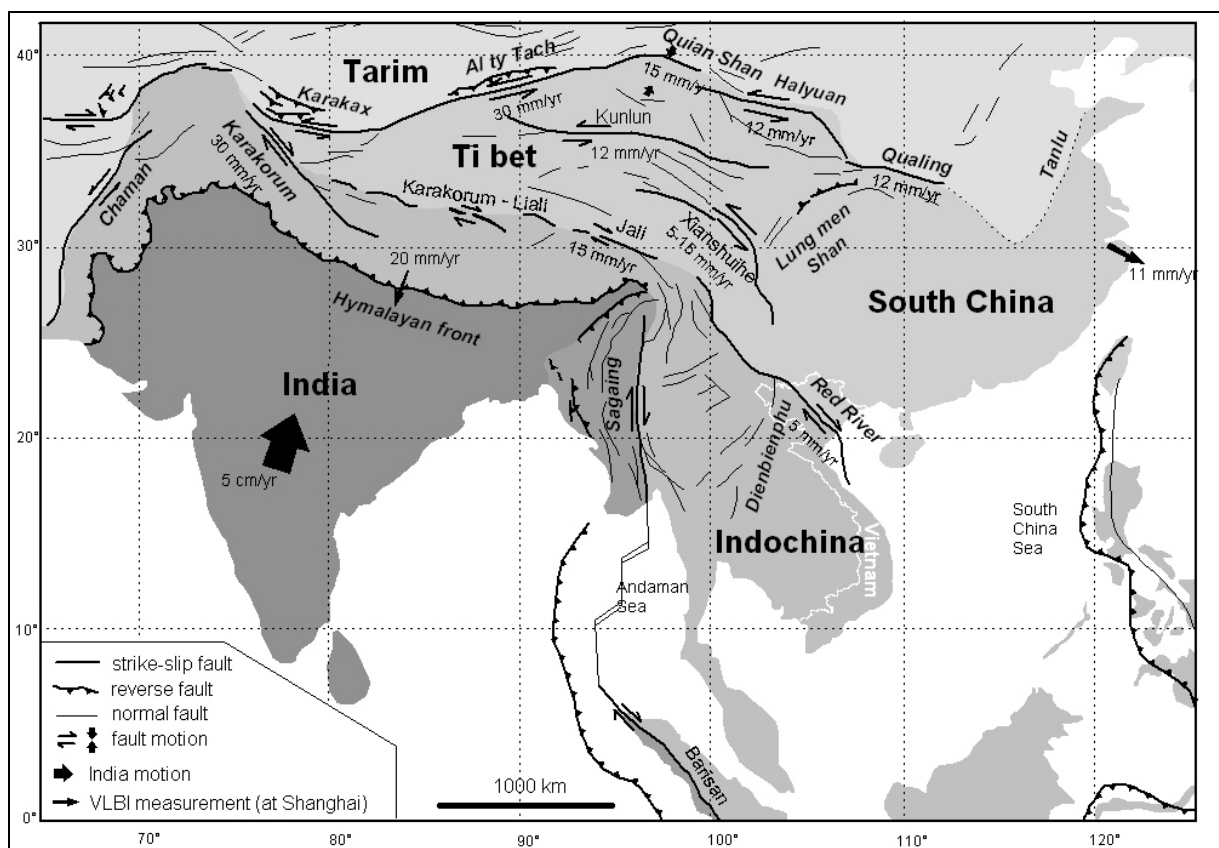 40°
30°
20°
10°
0°
70°
80°
90°
100°
110°
120°
Tarim
Al ty Tach
Quian Shan
Haiyuan
Karakax
15 mm/yr
30 mm/yr
Kunlun
12 mm/yr
12 mm/yr
Karakorum
30 mm/yr
Ti bet
Qualing
12 mm/yr
Tanlu
Chaman
Karakorum - Liali
Jali
15 mm/yr
Xianshuihe
5-15 mm/yr
Lung men
Shan
20 mm/yr
Hymalayan front
South China
11 mm/yr
India
5 cm/yr
Sagaing
Red River
5 mm/yr
Dienbienphu
Indochina
Vietnam
South
China
Sea
Andaman
Sea
Barisan
1000 km
strike-slip fault
reverse fault
normal fault
fault motion
India motion
VLBI measurement (at Shanghai)